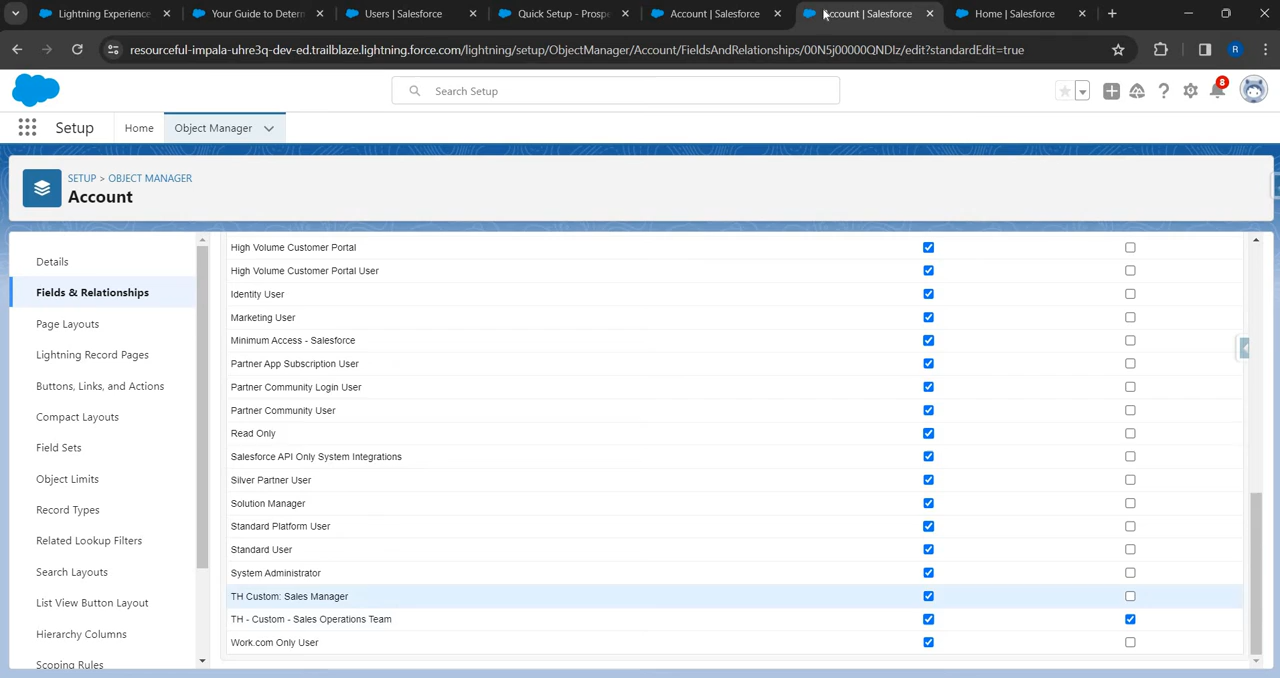 Lightning Experience
Your Guide to Determ
Users | Salesforce
Quick Setup - Prospe
Account | Salesforce
Account | Salesforce
Home | Salesforce
resourceful-impala-uhre3q-dev-ed.trailblaze.lightning.force.com/lightning/setup/ObjectManager/Account/FieldsAndRelationships/00N5j00000QNDIz/edit?standardEdit=true
R
Search Setup
8
Setup
Home
Object Manager
SETUP > OBJECT MANAGER
Account
Details
Fields & Relationships
Page Layouts
Lightning Record Pages
Buttons, Links, and Actions
Compact Layouts
Field Sets
Object Limits
Record Types
Related Lookup Filters
Search Layouts
List View Button Layout
Hierarchy Columns
Scoping Rules
High Volume Customer Portal
High Volume Customer Portal User
Identity User
Marketing User
Minimum Access - Salesforce
Partner App Subscription User
Partner Community Login User
Partner Community User
Read Only
Salesforce API Only System Integrations
Silver Partner User
Solution Manager
Standard Platform User
Standard User
System Administrator
TH Custom: Sales Manager
TH - Custom - Sales Operations Team
Work.com Only User